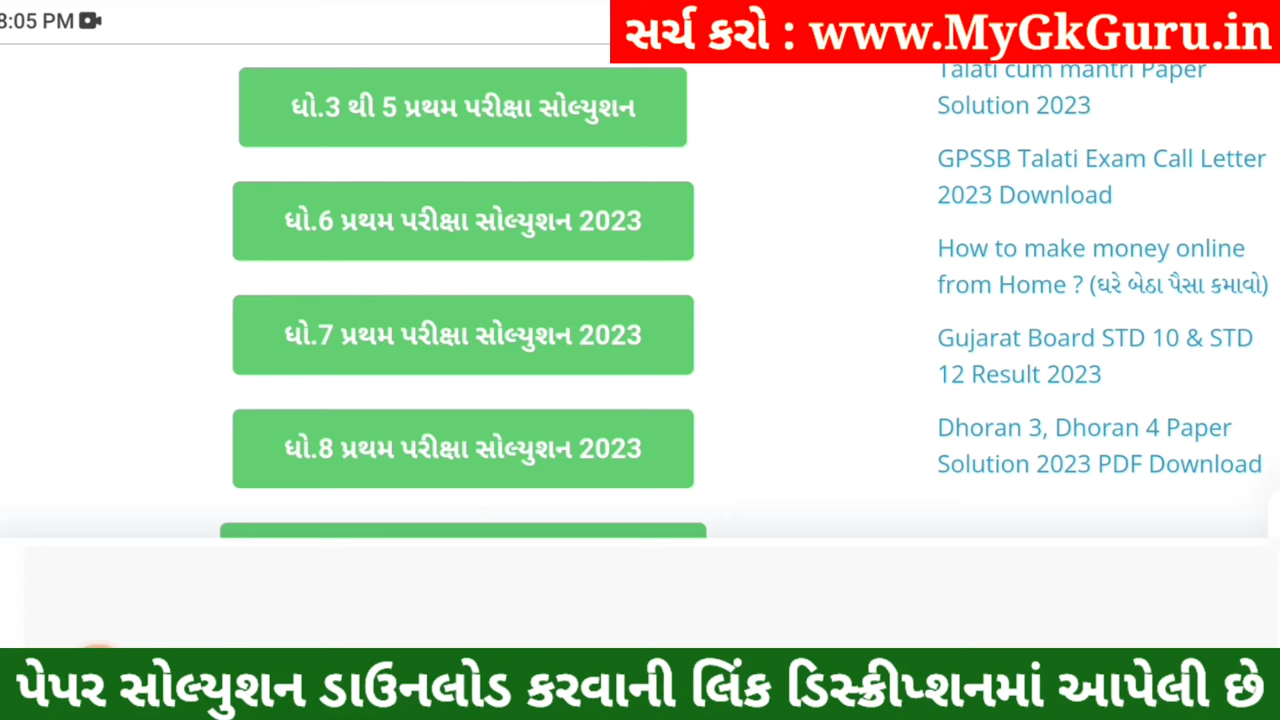 8:05 PM
સર્ચ કરો : www.MyGkGuru.in
ધો.3 થી 5 પ્રથમ પરીક્ષા સોલ્યુશન
ધો.6 પ્રથમ પરીક્ષા સોલ્યુશન 2023
ધો.7 પ્રથમ પરીક્ષા સોલ્યુશન 2023
ધો.8 પ્રથમ પરીક્ષા સોલ્યુશન 2023
Talati cum mantri Paper
Solution 2023
GPSSB Talati Exam Call Letter
2023 Download
How to make money online
from Home ? (ઘરે બેઠા પૈસા કમાવો)
Gujarat Board STD 10 & STD
12 Result 2023
Dhoran 3, Dhoran 4 Paper
Solution 2023 PDF Download
પેપર સોલ્યુશન ડાઉનલોડ કરવાની લિંક ડિસ્ક્રીપ્શનમાં આપેલી છે